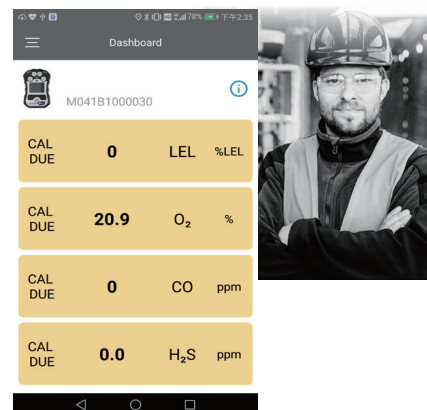 78% 下午2:35
Dashboard
M041B1000030
CAL DUE 0 LEL %LEL
CAL DUE 20.9 O₂ %
CAL DUE 0 CO ppm
CAL DUE 0.0 H₂S ppm